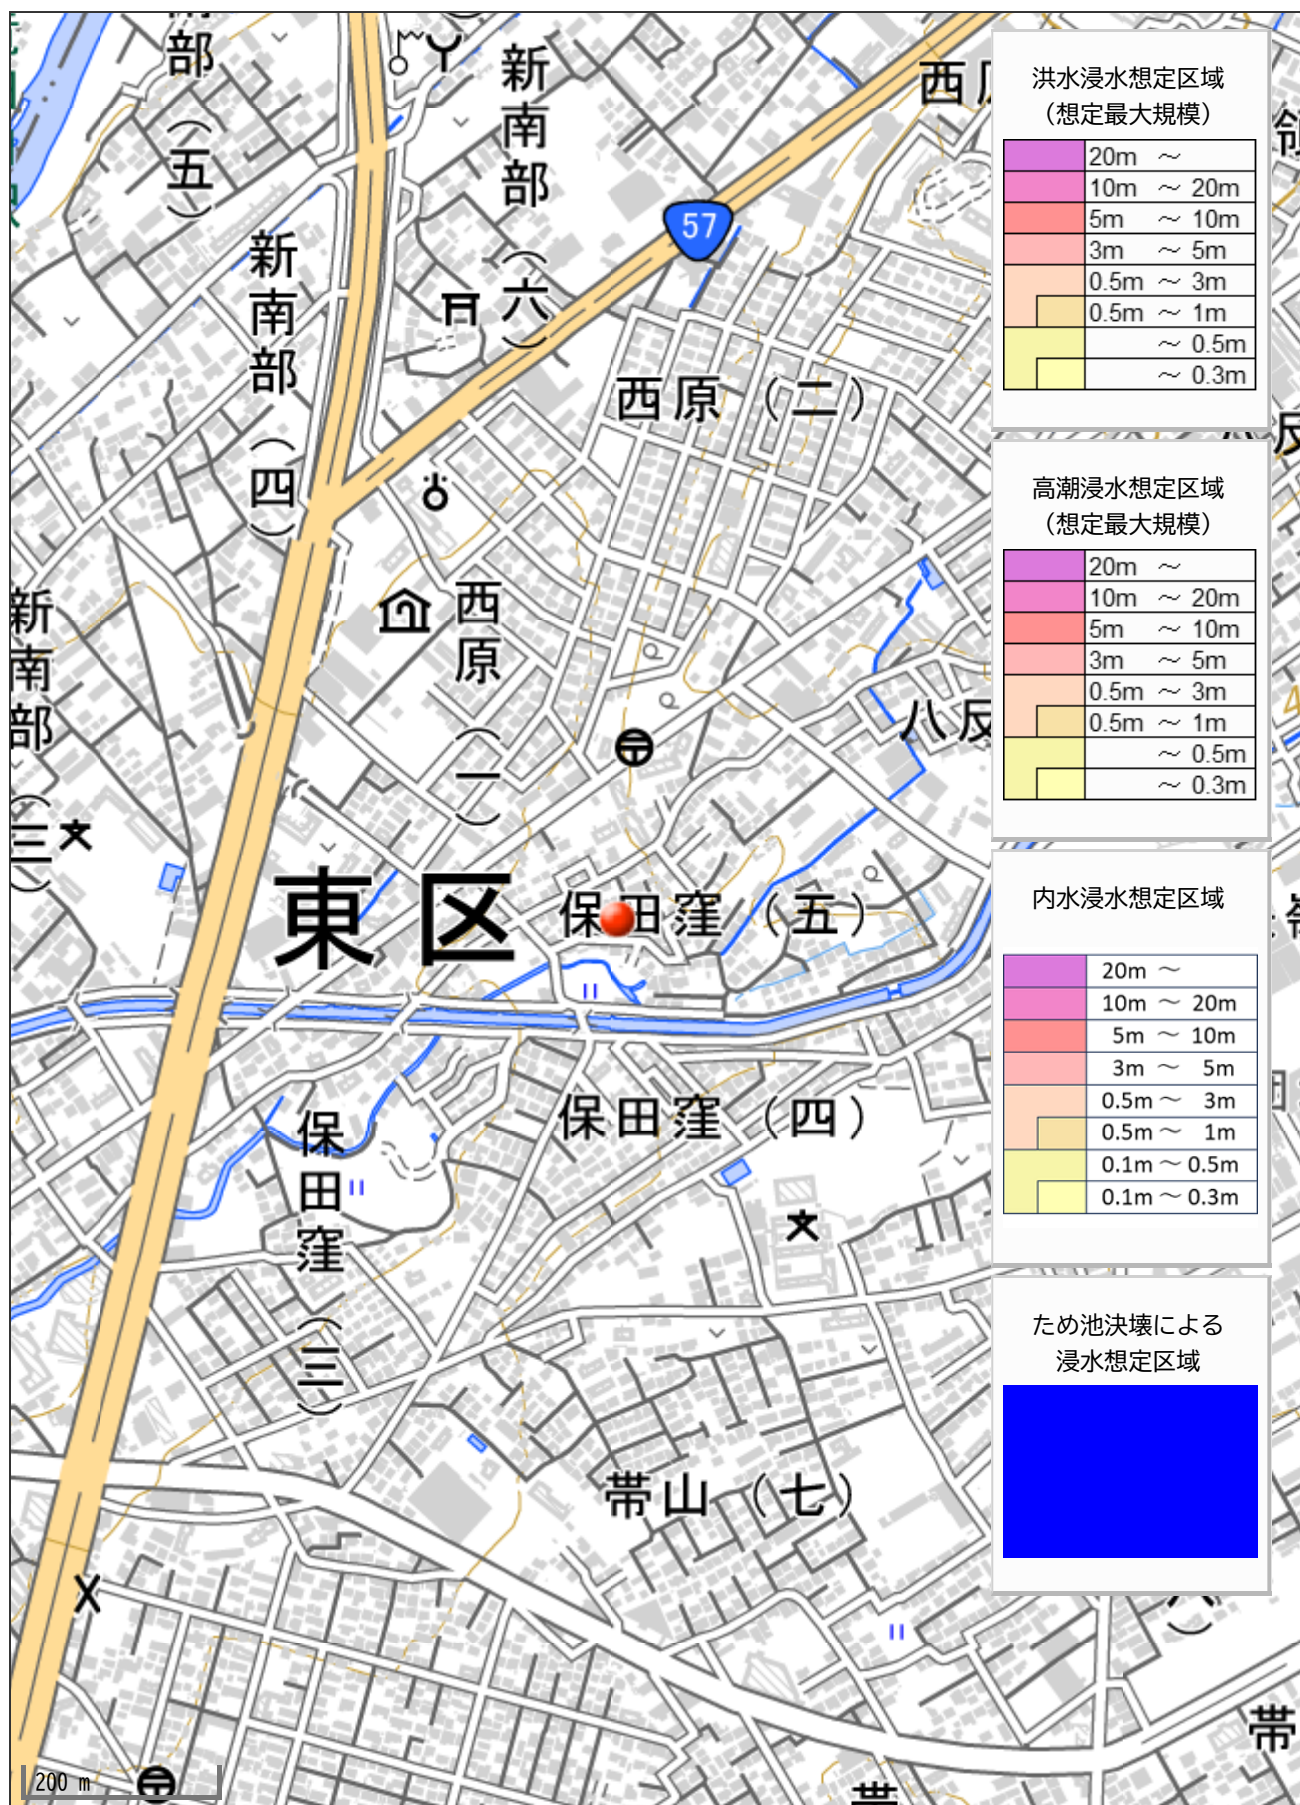 部(五)
新南部(六)
新南部(四)
57
西原(二)
西原(一)
新南部(三)
八反
東区
保田窪(五)
保田窪(四)
保田窪(三)
帯山(七)
帯
帯
200 m
洪水浸水想定区域
(想定最大規模)
20m ～
10m ～ 20m
5m ～ 10m
3m ～ 5m
0.5m ～ 3m
0.5m ～ 1m
～ 0.5m
～ 0.3m
高潮浸水想定区域
(想定最大規模)
20m ～
10m ～ 20m
5m ～ 10m
3m ～ 5m
0.5m ～ 3m
0.5m ～ 1m
～ 0.5m
～ 0.3m
内水浸水想定区域
20m ～
10m ～ 20m
5m ～ 10m
3m ～ 5m
0.5m ～ 3m
0.5m ～ 1m
0.1m ～ 0.5m
0.1m ～ 0.3m
ため池決壊による
浸水想定区域